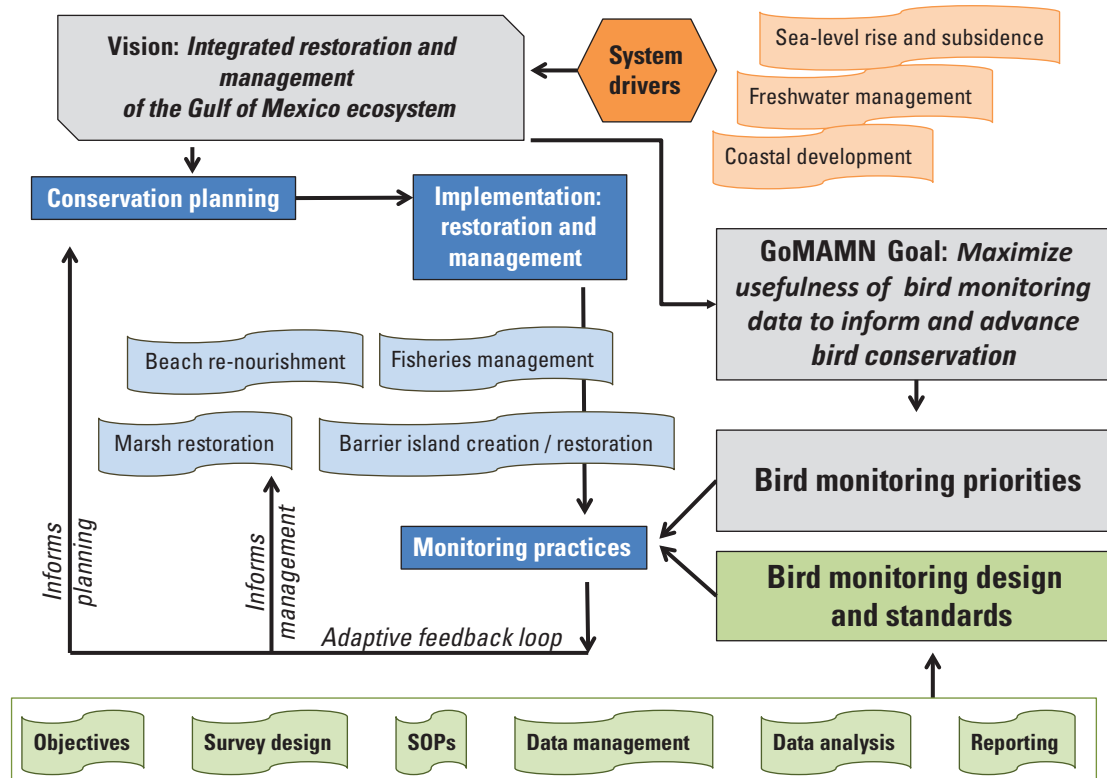 Vision: Integrated restoration and
management
of the Gulf of Mexico ecosystem
System
drivers
Sea-level rise and subsidence
Freshwater management
Coastal development
Conservation planning
Implementation:
restoration and
management
GoMAMN Goal: Maximize
usefulness of bird monitoring
data to inform and advance
bird conservation
Beach re-nourishment
Fisheries management
Marsh restoration
Barrier island creation / restoration
Bird monitoring priorities
Informs
planning
Informs
management
Monitoring practices
Bird monitoring design
and standards
Adaptive feedback loop
Objectives
Survey design
SOPs
Data management
Data analysis
Reporting